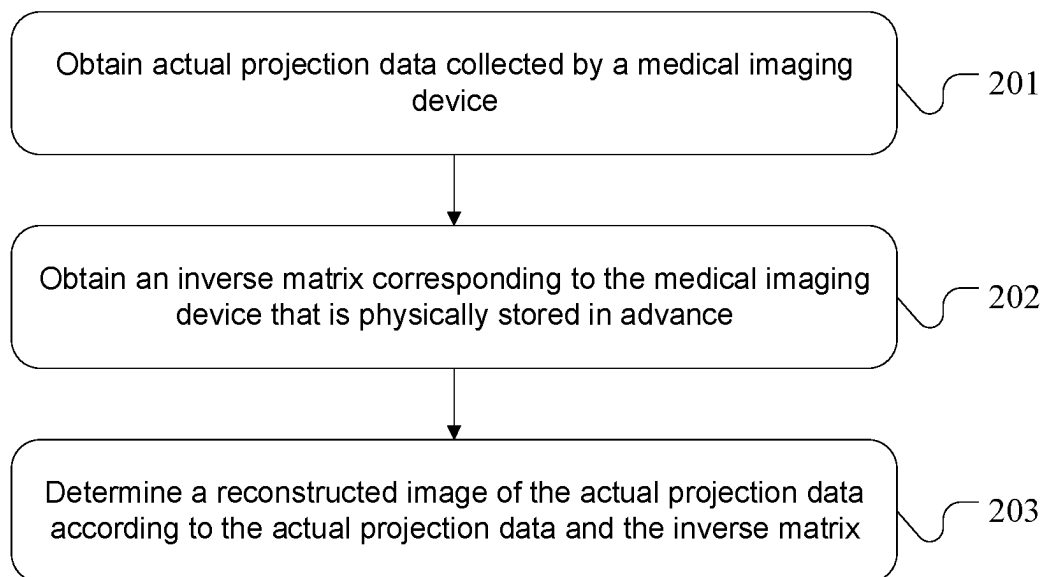 Obtain actual projection data collected by a medical imaging
device
201
Obtain an inverse matrix corresponding to the medical imaging
device that is physically stored in advance
202
Determine a reconstructed image of the actual projection data
according to the actual projection data and the inverse matrix
203